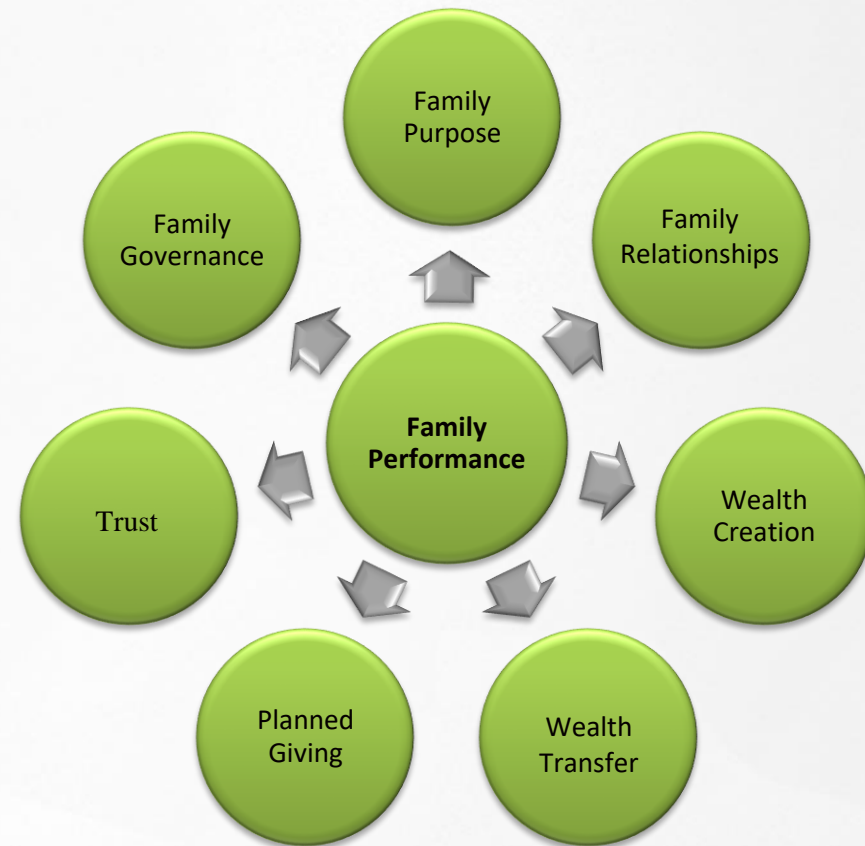 Family
Purpose
Family
Relationships
Wealth
Creation
Wealth
Transfer
Planned
Giving
Trust
Family
Governance
Family
Performance